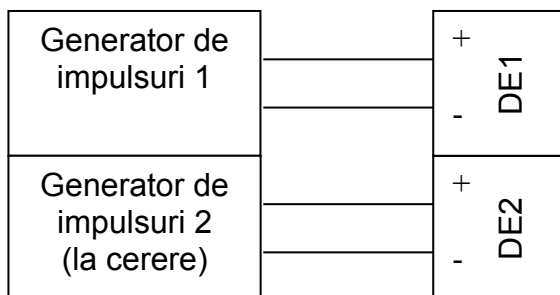 Generator de
impulsuri 1
+
-
DE1
Generator de
impulsuri 2
(la cerere)
+
-
DE2